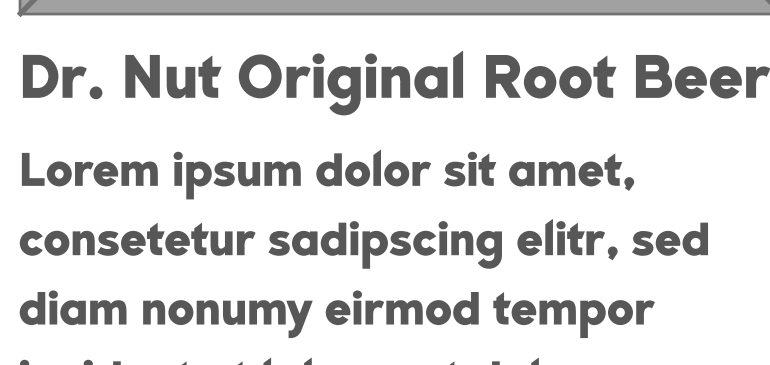 Dr. Nut Original Root Beer
Lorem ipsum dolor sit amet,
consetetur sadipscing elitr, sed
diam nonumy eirmod tempor